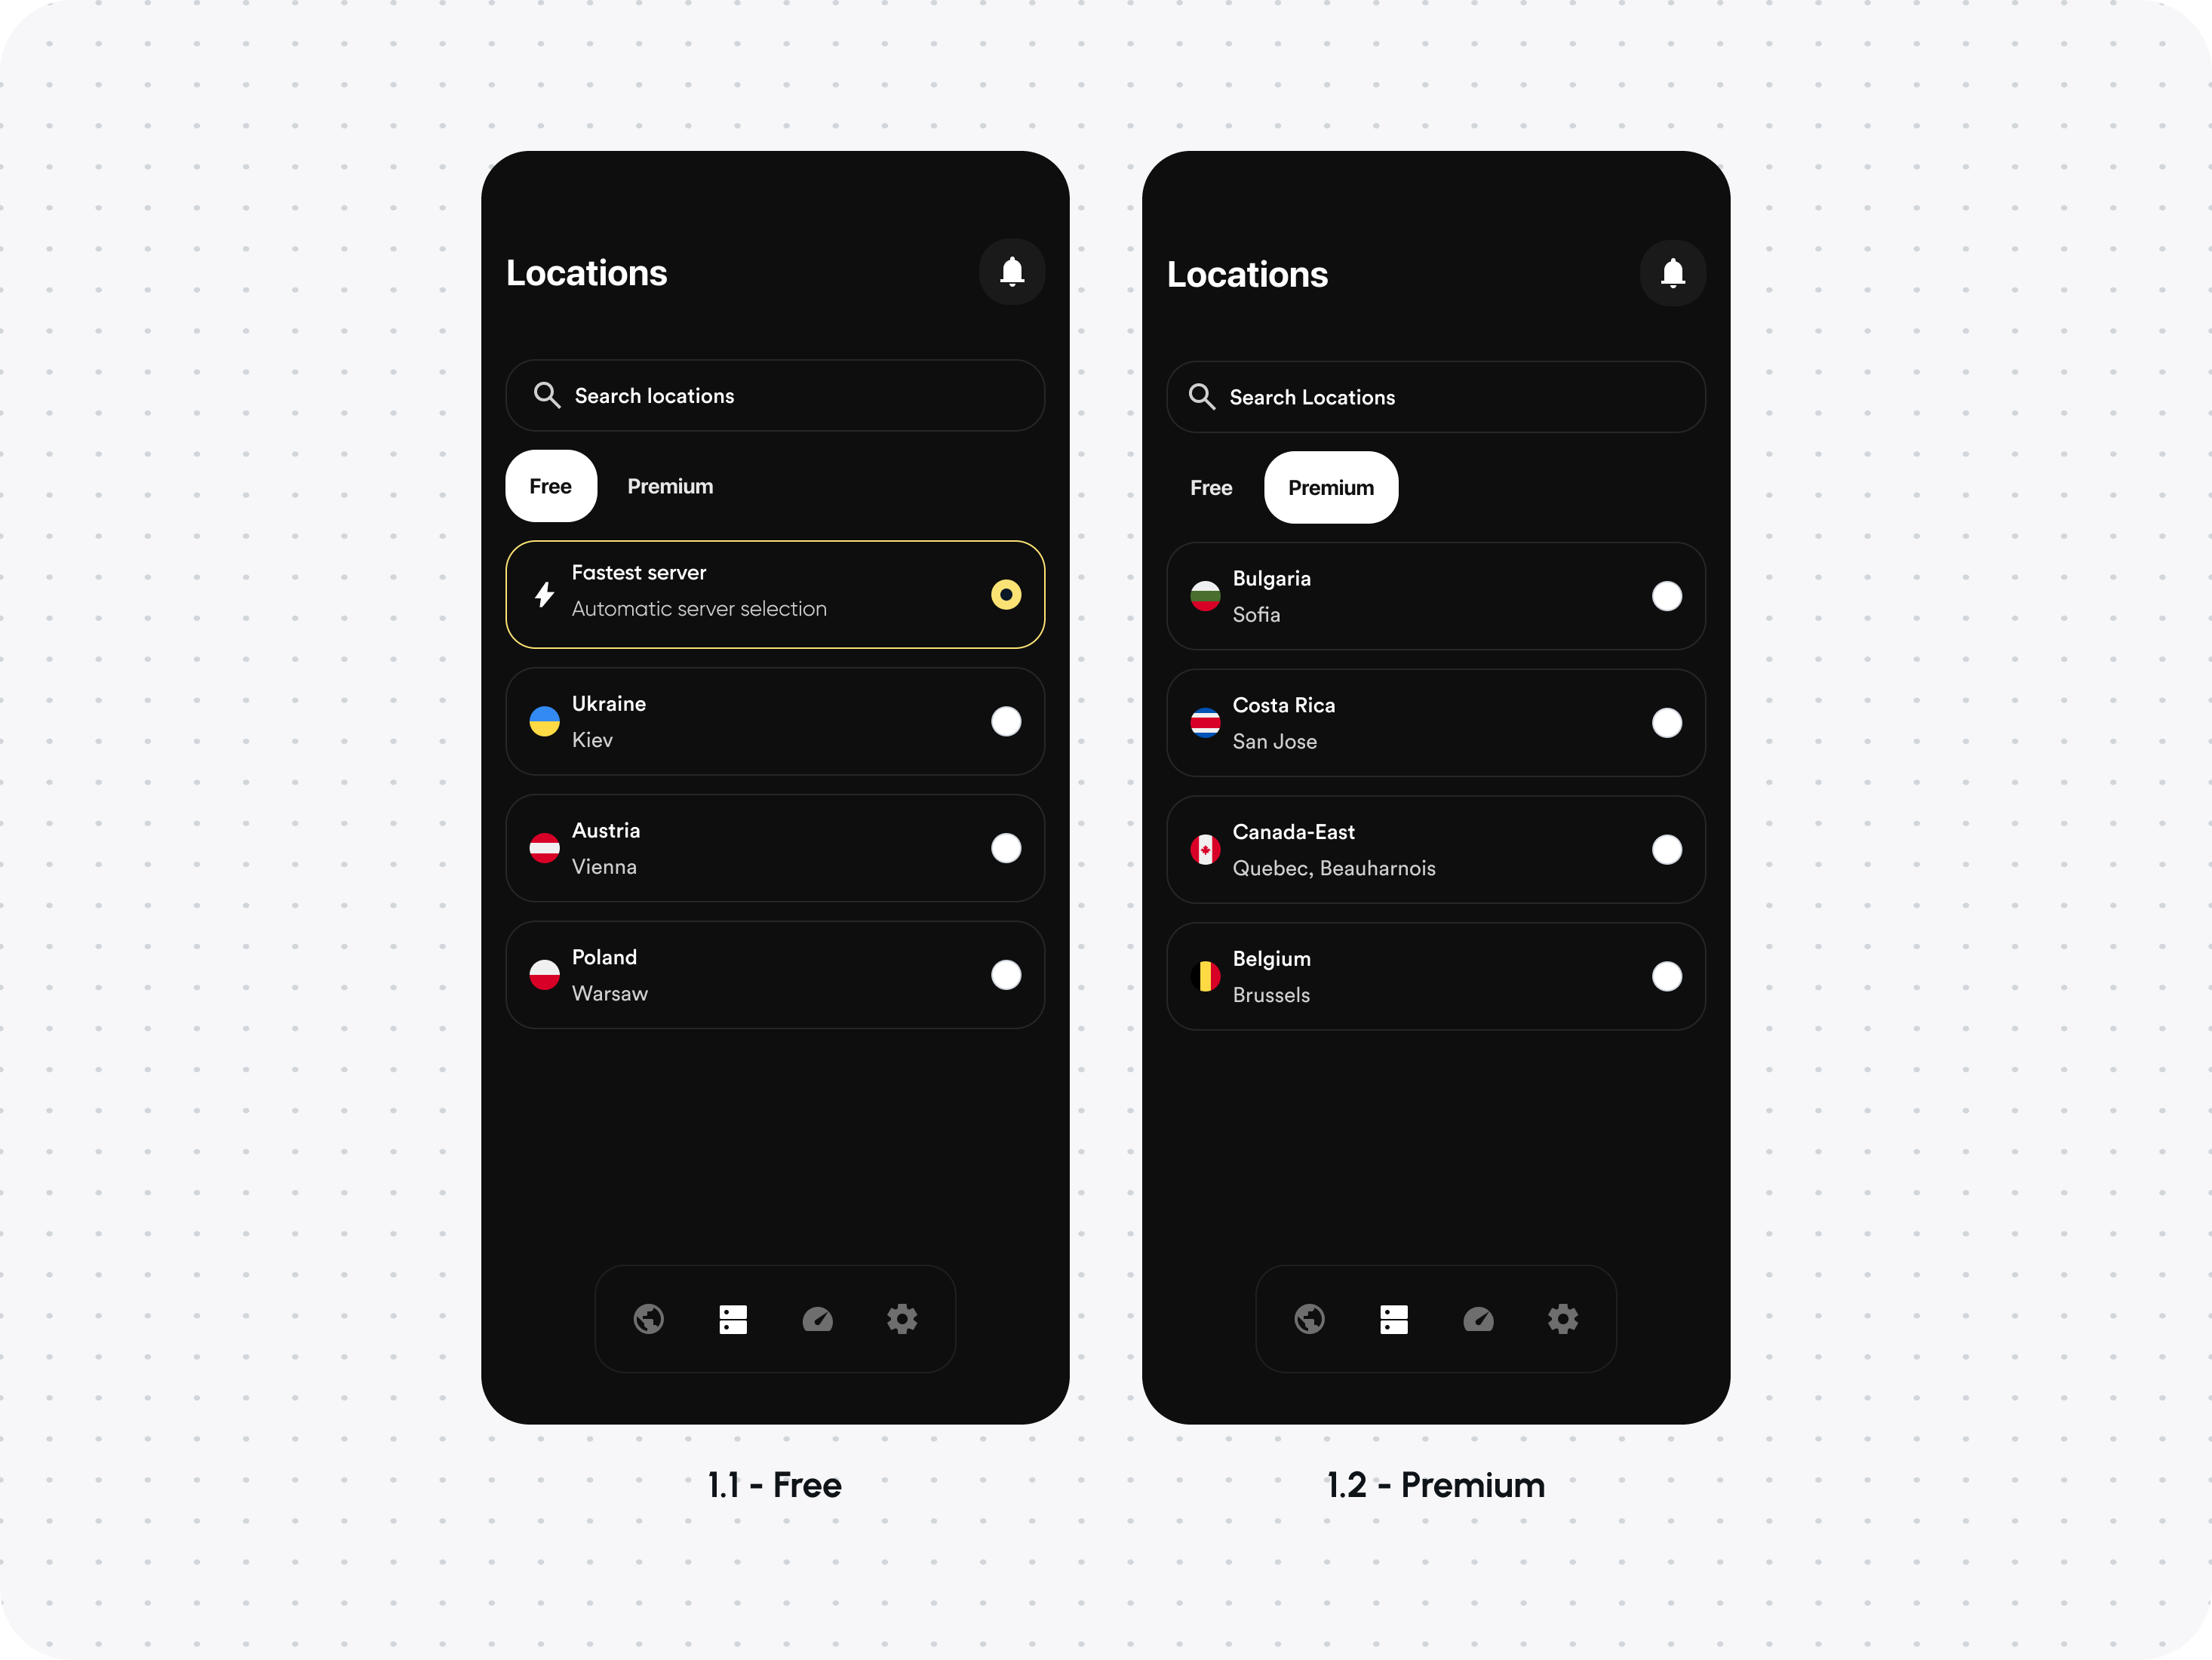 Locations
Search locations
Free Premium
Fastest server
Automatic server selection
Ukraine
Kiev
Austria
Vienna
Poland
Warsaw
1.1 - Free
Locations
Search Locations
Free Premium
Bulgaria
Sofia
Costa Rica
San Jose
Canada-East
Quebec, Beauharnois
Belgium
Brussels
1.2 - Premium